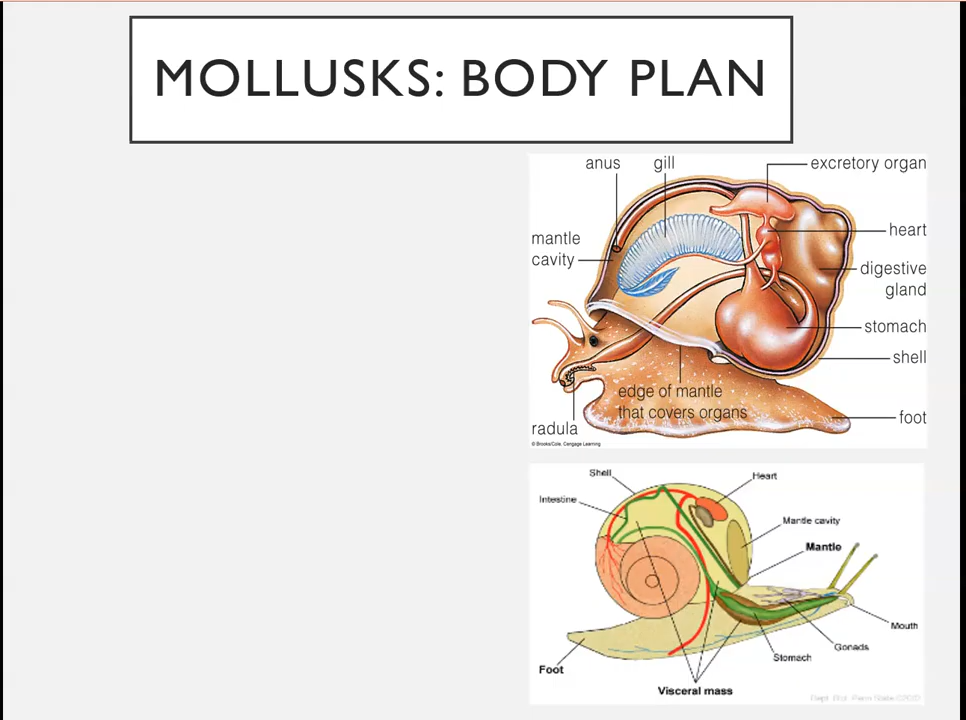 MOLLUSKS: BODY PLAN
anus
gill
excretory organ
mantle
cavity
heart
digestive
gland
stomach
shell
edge of mantle
that covers organs
foot
radula
© Brooks/Cole, Cengage Learning
Shell
Heart
Intestine
Mantle cavity
Mantle
Mouth
Gonads
Stomach
Foot
Visceral mass